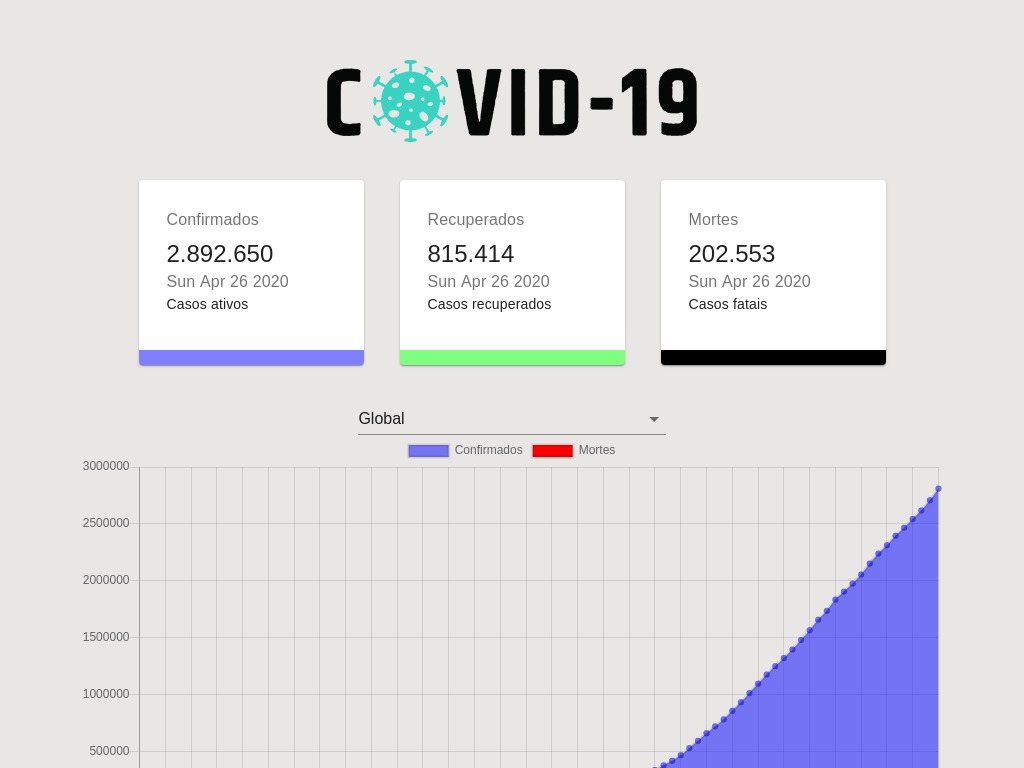 COVID-19
Confirmados
2.892.650
Sun Apr 26 2020
Casos ativos
Recuperados
815.414
Sun Apr 26 2020
Casos recuperados
Mortes
202.553
Sun Apr 26 2020
Casos fatais
Global
Confirmados Mortes
3000000
2500000
2000000
1500000
1000000
500000